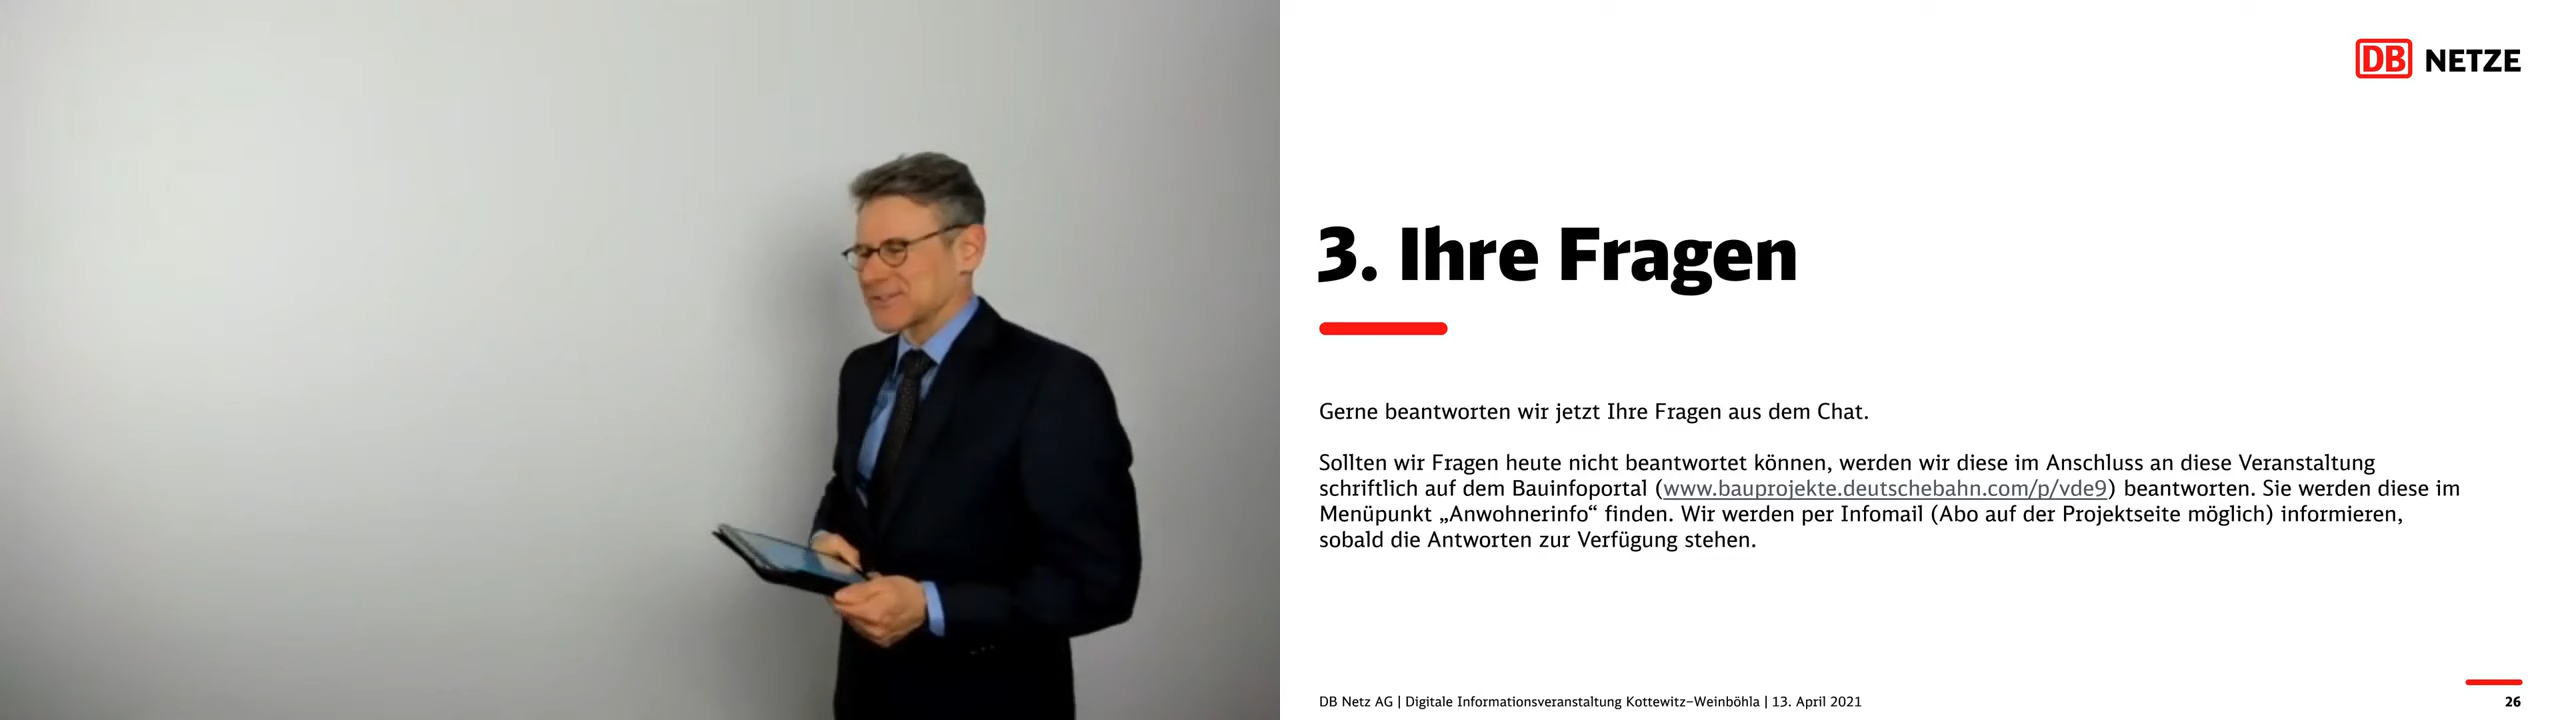 DB NETZE
3. Ihre Fragen
Gerne beantworten wir jetzt Ihre Fragen aus dem Chat.
Sollten wir Fragen heute nicht beantwortet können, werden wir diese im Anschluss an diese Veranstaltung
schriftlich auf dem Bauinfoportal (www.bauprojekte.deutschebahn.com/p/vde9) beantworten. Sie werden diese im
Menüpunkt „Anwohnerinfo“ finden. Wir werden per Infomail (Abo auf der Projektseite möglich) informieren,
sobald die Antworten zur Verfügung stehen.
DB Netz AG | Digitale Informationsveranstaltung Kottewitz–Weinböhla | 13. April 2021
26